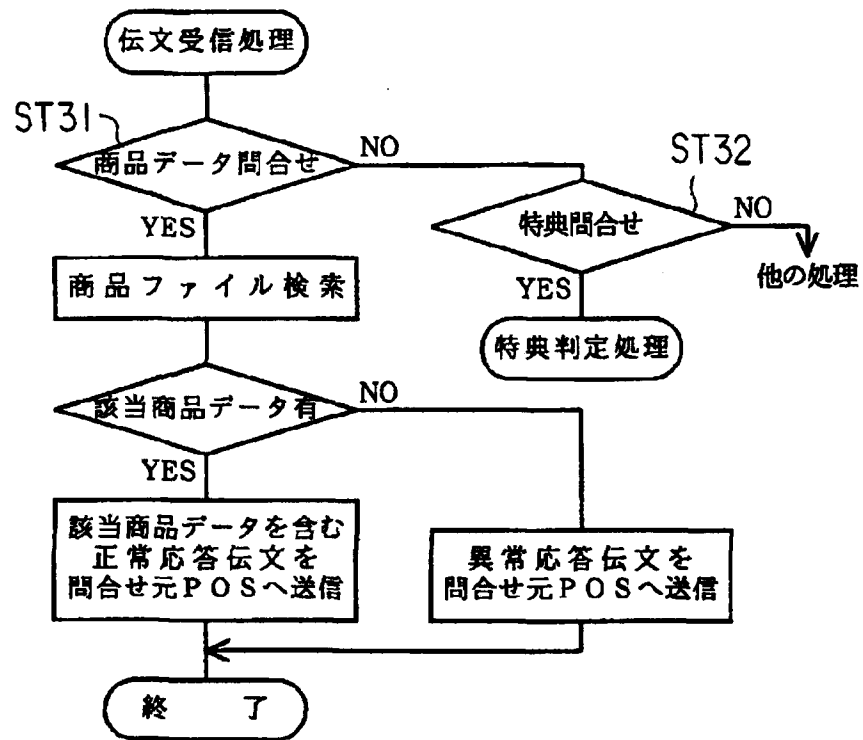 伝文受信処理
ST31
商品データ問合せ
NO
ST32
YES
特典問合せ
NO
商品ファイル検索
YES
他の処理
特典判定処理
該当商品データ有
NO
YES
該当商品データを含む
正常応答伝文を
問合せ元POSへ送信
異常応答伝文を
問合せ元POSへ送信
終了